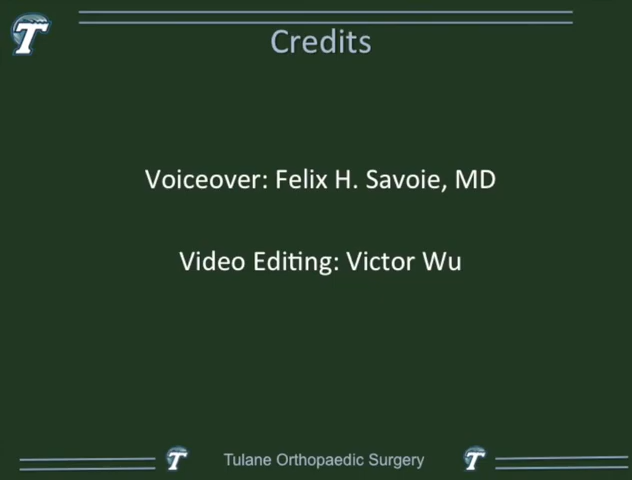 T
Credits
Voiceover: Felix H. Savoie, MD
Video Editing: Victor Wu
T Tulane Orthopaedic Surgery T